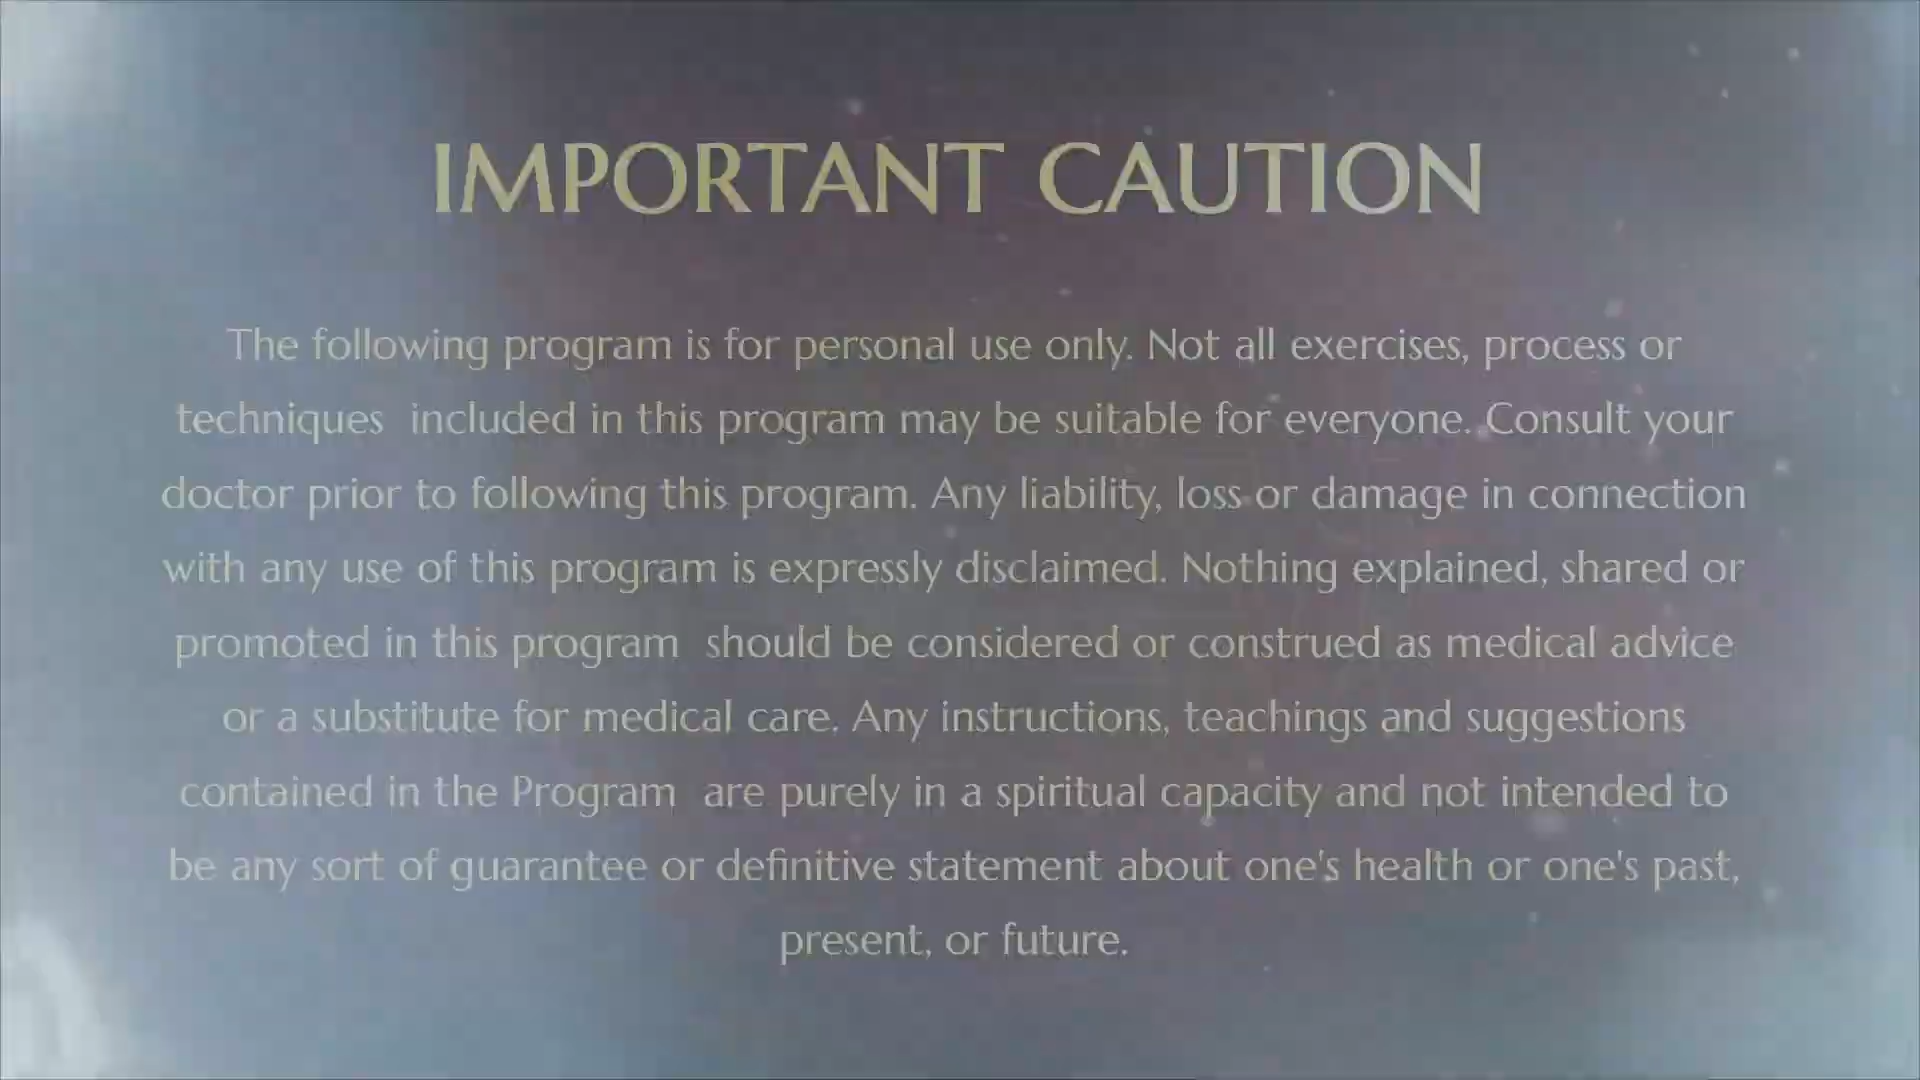 IMPORTANT CAUTION
The following program is for personal use only. Not all exercises, process or
techniques included in this program may be suitable for everyone. Consult your
doctor prior to following this program. Any liability, loss or damage in connection
with any use of this program is expressly disclaimed. Nothing explained, shared or
promoted in this program should be considered or construed as medical advice
or a substitute for medical care. Any instructions, teachings and suggestions
contained in the Program are purely in a spiritual capacity and not intended to
be any sort of guarantee or definitive statement about one's health or one's past,
present, or future.